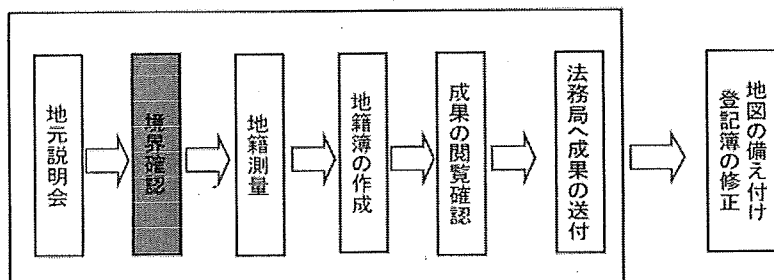 地元説明会
境界確認
地籍測量
地籍簿の作成
成果の閲覧確認
法務局へ成果の送付
地図の備え付け
登記簿の修正